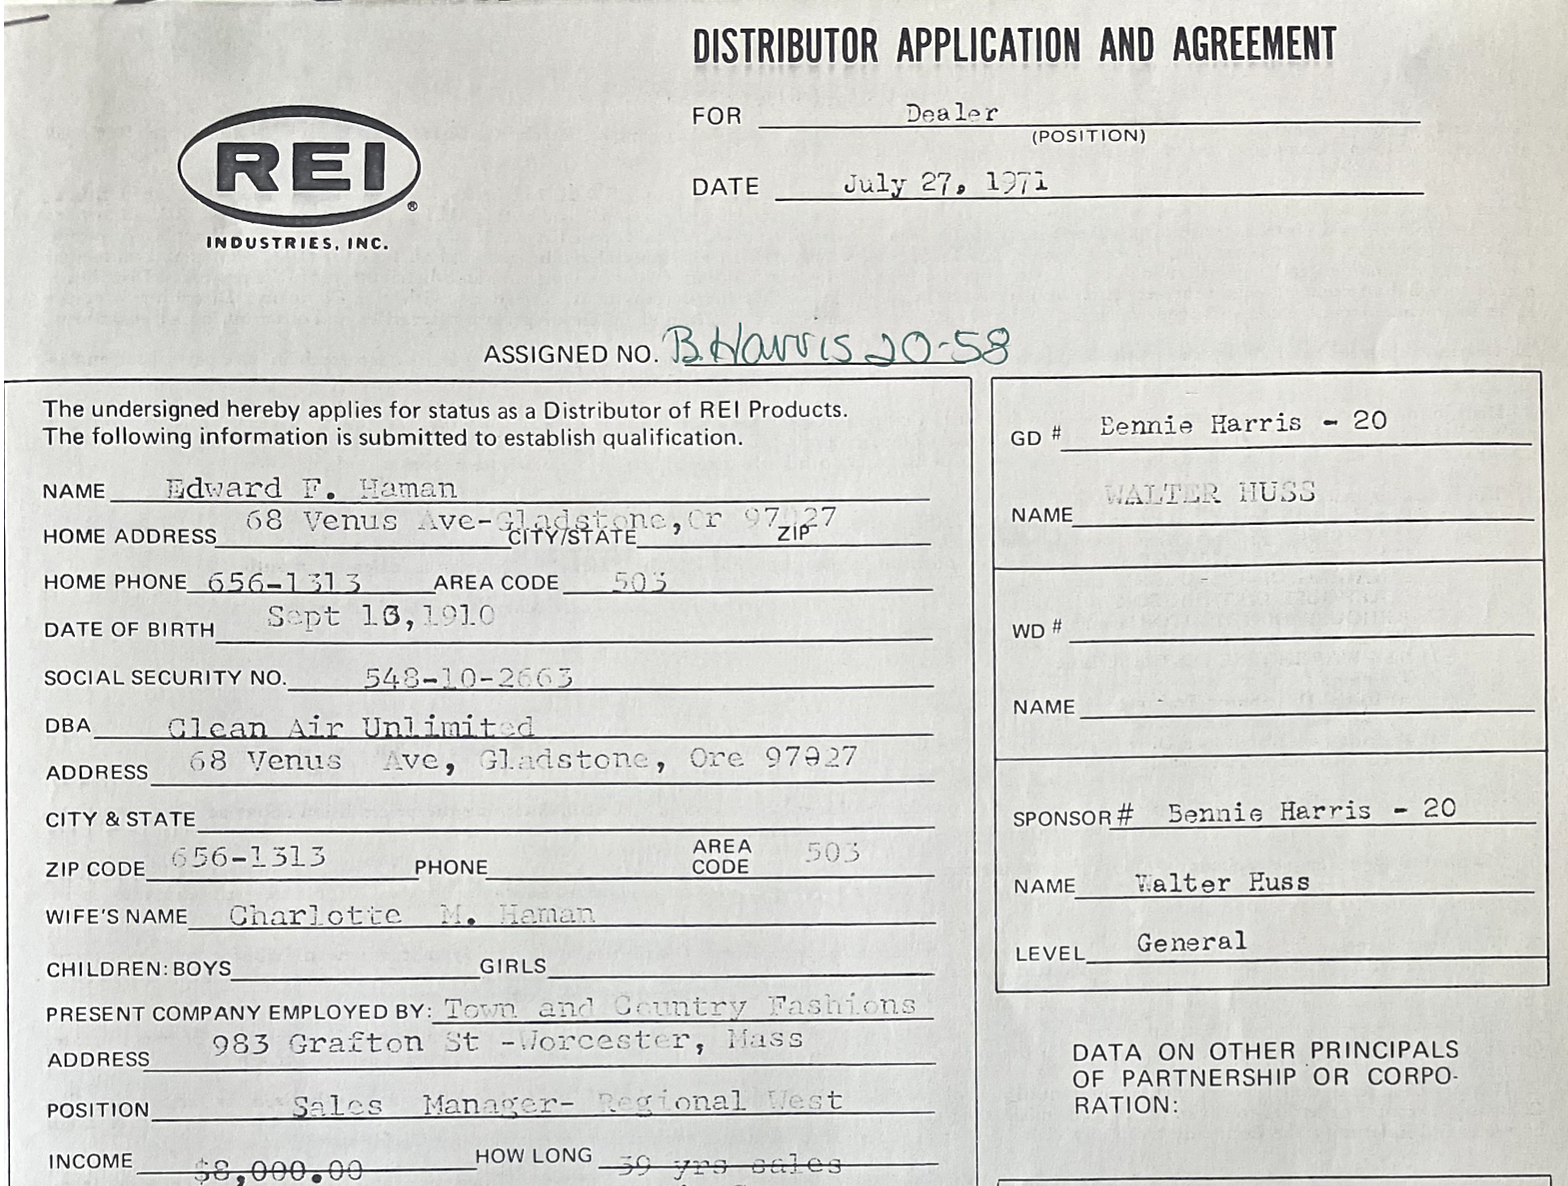 DISTRIBUTOR APPLICATION AND AGREEMENT
FOR Dealer
(POSITION)
DATE July 27, 1971
REI ®
INDUSTRIES, INC.
ASSIGNED NO. B. Harris 20-58
The undersigned hereby applies for status as a Distributor of REI Products.
The following information is submitted to establish qualification.
NAME Edward F. Haman
HOME ADDRESS 68 Venus Ave-Gladstone, Or 97027
CITY/STATE ZIP
HOME PHONE 656-1313 AREA CODE 503
DATE OF BIRTH Sept 1 ,1910
SOCIAL SECURITY NO. 548-10-2663
DBA Clean Air Unlimited
ADDRESS 68 Venus Ave, Gladstone, Ore 97027
CITY & STATE
ZIP CODE 656-1313 PHONE AREA CODE 503
WIFE'S NAME Charlotte M. Haman
CHILDREN: BOYS GIRLS
PRESENT COMPANY EMPLOYED BY: Town and Country Fashions
ADDRESS 983 Grafton St -Worcester, Mass
POSITION Sales Manager- Regional West
INCOME $8,000.00 HOW LONG 39 yrs sales
GD # Bennie Harris - 20
NAME WALTER HUSS
WD #
NAME
SPONSOR # Bennie Harris - 20
NAME Walter Huss
LEVEL General
DATA ON OTHER PRINCIPALS
OF PARTNERSHIP OR CORPO-
RATION: